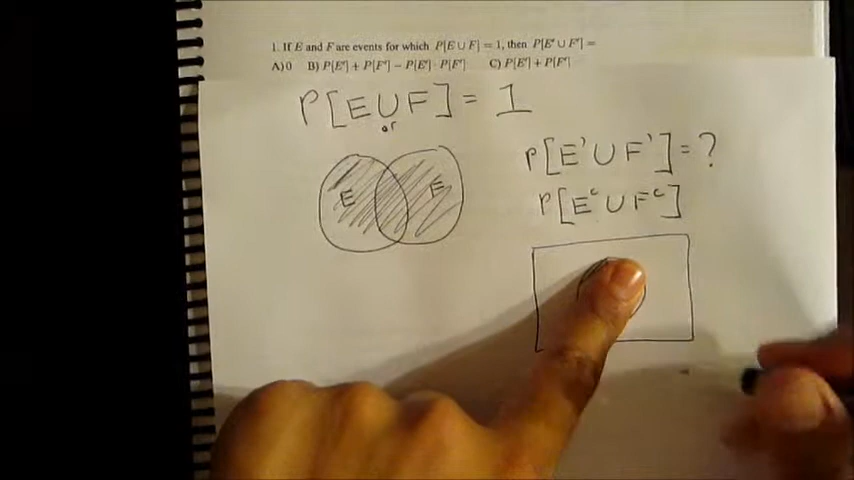 1. If E and F are events for which P[E ∪ F] = 1, then P[E' ∪ F'] =
A) 0 B) P[E'] + P[F'] − P[E'] · P[F'] C) P[E'] + P[F']
P[E∪F] = 1
or
P[E'∪F'] = ?
E E
P[Eᶜ∪Fᶜ]